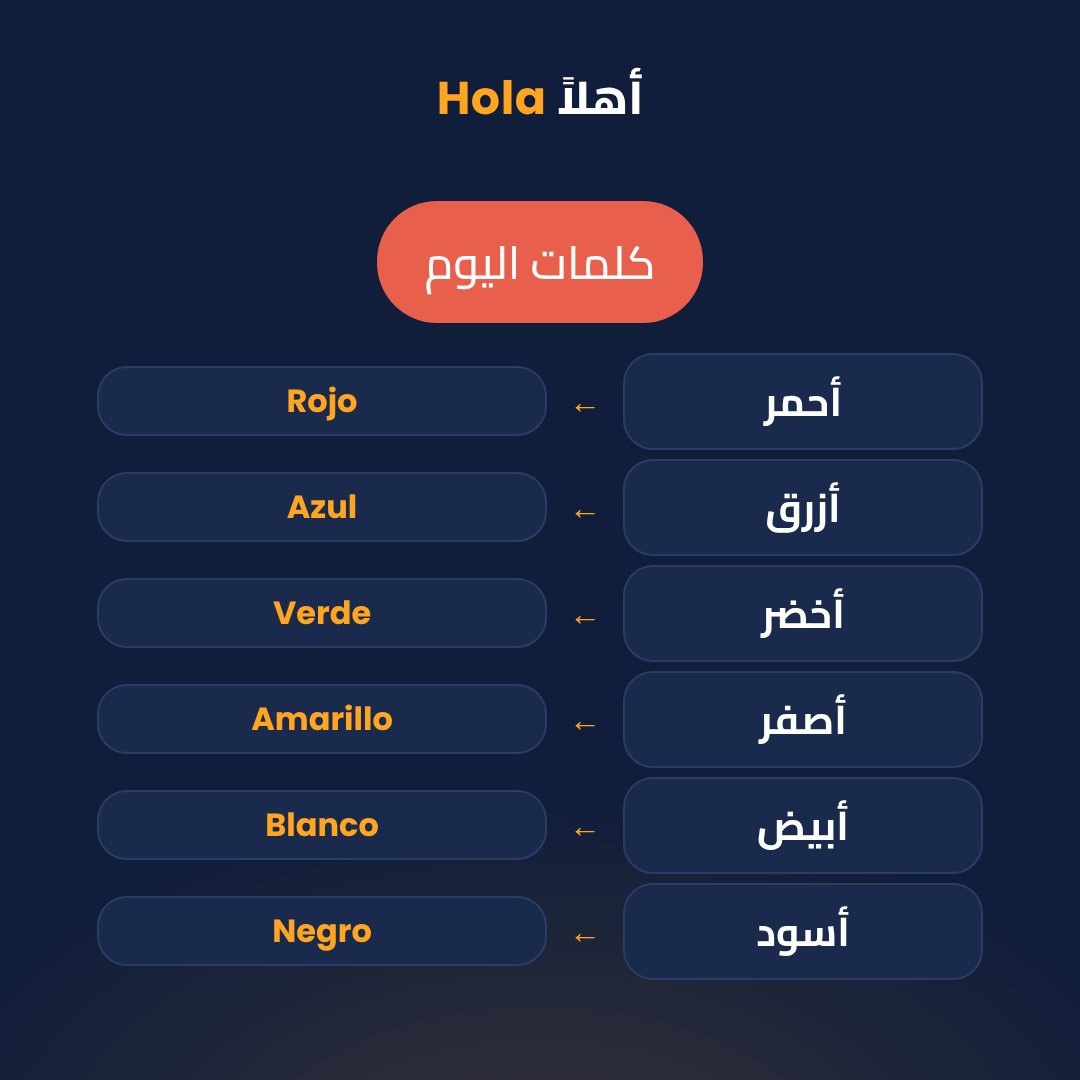 أهلاً Hola
كلمات اليوم
أحمر ← Rojo
أزرق ← Azul
أخضر ← Verde
أصفر ← Amarillo
أبيض ← Blanco
أسود ← Negro